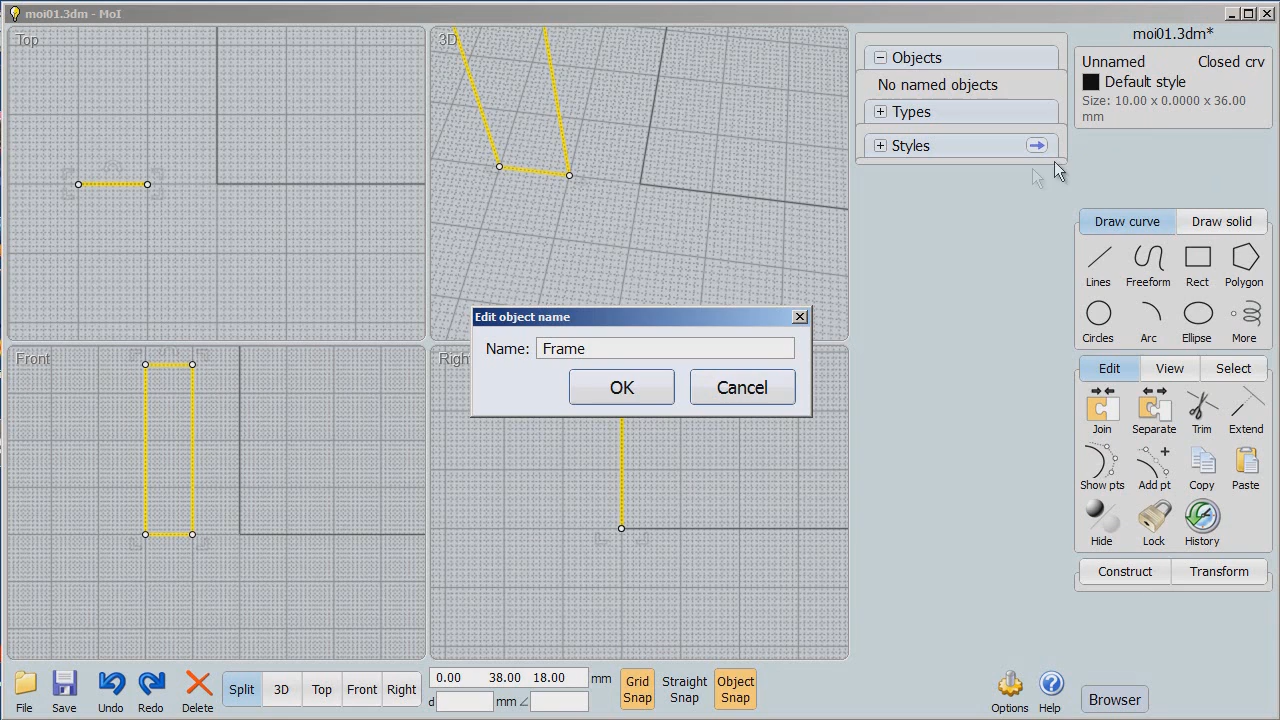 moi01.3dm - MoI
Top
3D
Front
Right
Objects
No named objects
Types
Styles
moi01.3dm*
Unnamed Closed crv
Default style
Size: 10.00 x 0.0000 x 36.00
mm
Edit object name
Name: Frame
OK Cancel
Draw curve Draw solid
Lines Freeform Rect Polygon
Circles Arc Ellipse More
Edit View Select
Join Separate Trim Extend
Show pts Add pt Copy Paste
Hide Lock History
Construct Transform
File Save Undo Redo Delete
Split 3D Top Front Right
0.00 38.00 18.00 mm
d mm ∠
Grid
Snap
Straight
Snap
Object
Snap
Options Help
Browser